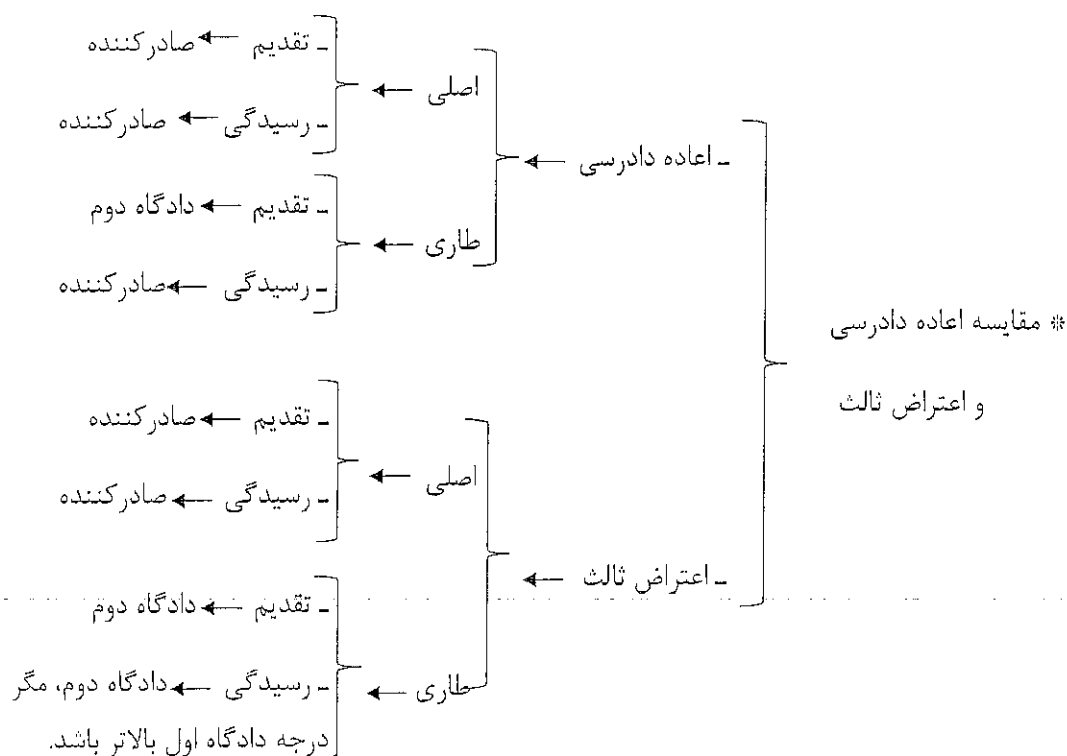 * مقایسه اعاده دادرسی
و اعتراض ثالث
ـ اعاده دادرسی
اصلی
ـ تقدیم ← صادرکننده
ـ رسیدگی ← صادرکننده
طاری
ـ تقدیم ← دادگاه دوم
ـ رسیدگی ← صادرکننده
ـ اعتراض ثالث
اصلی
ـ تقدیم ← صادرکننده
ـ رسیدگی ← صادرکننده
طاری
ـ تقدیم ← دادگاه دوم
ـ رسیدگی ← دادگاه دوم، مگر
درجه دادگاه اول بالاتر باشد.